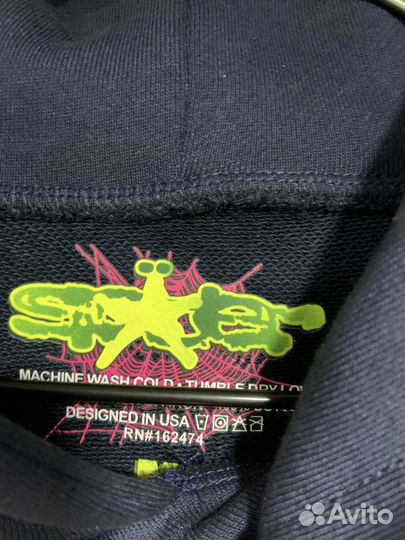 MACHINE WASH COLD • TUMBLE DRY LOW
DESIGNED IN USA
RN#162474
Avito